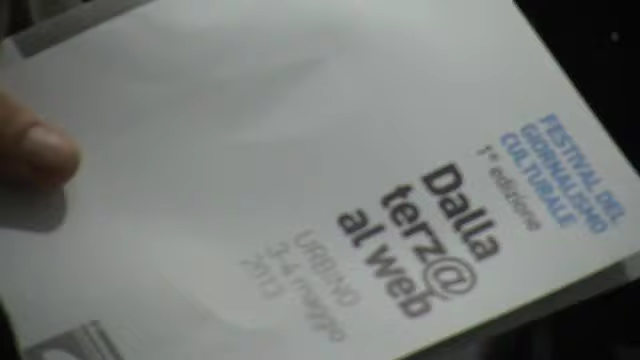 FESTIVAL DEL
GIORNALISMO
CULTURALE
1ª edizione
Dalla
terz@
al web
URBINO
3-4 maggio
2013